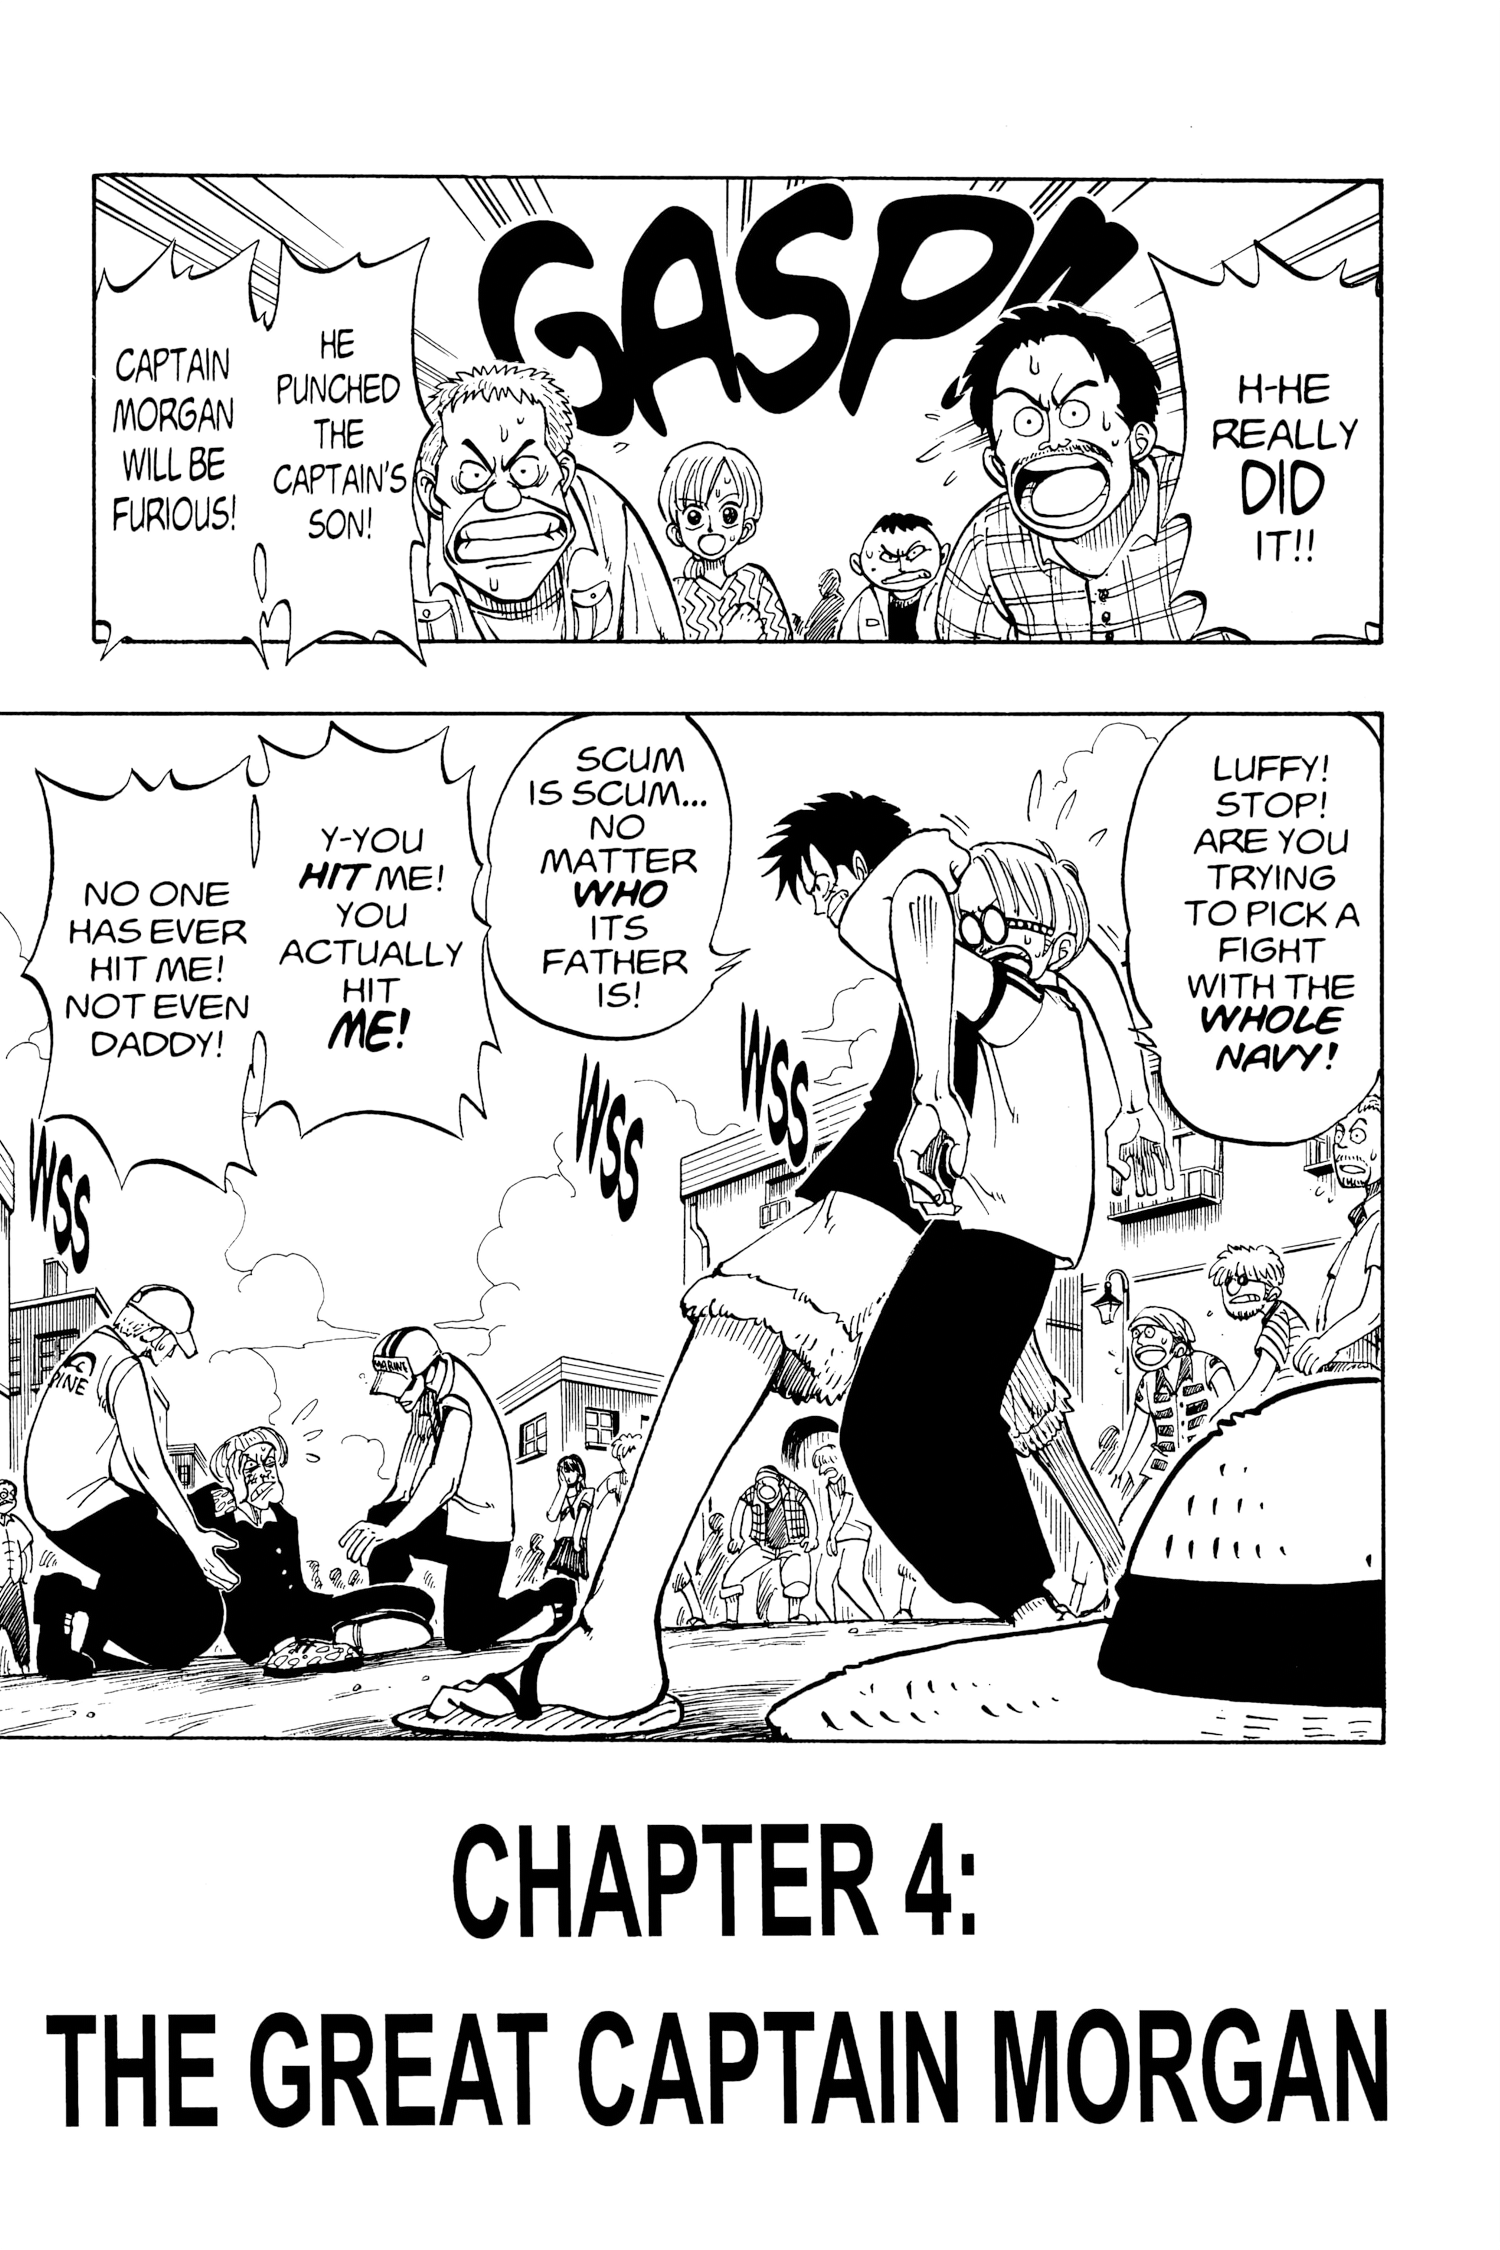 GASP!!
H-HE
REALLY
DID
IT!!
HE
PUNCHED
THE
CAPTAIN'S
SON!
CAPTAIN
MORGAN
WILL BE
FURIOUS!
LUFFY!
STOP!
ARE YOU
TRYING
TO PICK A
FIGHT
WITH THE
WHOLE
NAVY!
SCUM
IS SCUM...
NO
MATTER
WHO
ITS
FATHER
IS!
Y-YOU
HIT ME!
YOU
ACTUALLY
HIT
ME!
NO ONE
HAS EVER
HIT ME!
NOT EVEN
DADDY!
WSS
WSS
WSS
MARINE
CHAPTER 4:
THE GREAT CAPTAIN MORGAN